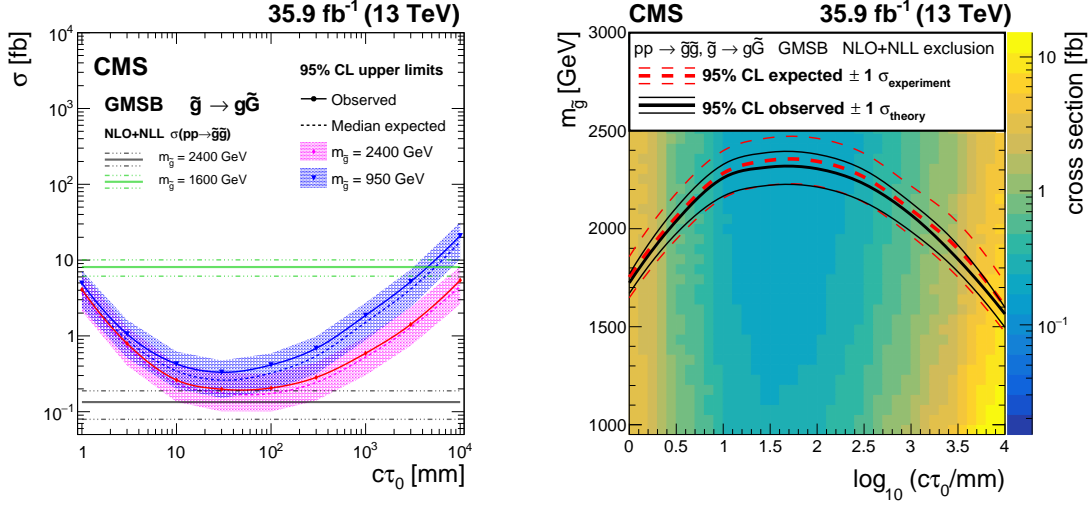 35.9 fb⁻¹ (13 TeV)
σ [fb]
CMS
GMSB g̃ → gG̃
NLO+NLL σ(pp→g̃g̃)
m_g̃ = 2400 GeV
m_g̃ = 1600 GeV
95% CL upper limits
Observed
Median expected
m_g̃ = 2400 GeV
m_g̃ = 950 GeV
10⁴
10³
10²
10
1
10⁻¹
1 10 10² 10³ 10⁴
cτ₀ [mm]
CMS 35.9 fb⁻¹ (13 TeV)
m_g̃ [GeV]
pp → g̃g̃, g̃ → gG̃ GMSB NLO+NLL exclusion
95% CL expected ± 1 σ_experiment
95% CL observed ± 1 σ_theory
3000
2500
2000
1500
1000
0 0.5 1 1.5 2 2.5 3 3.5 4
log₁₀ (cτ₀/mm)
10
1
10⁻¹
cross section [fb]